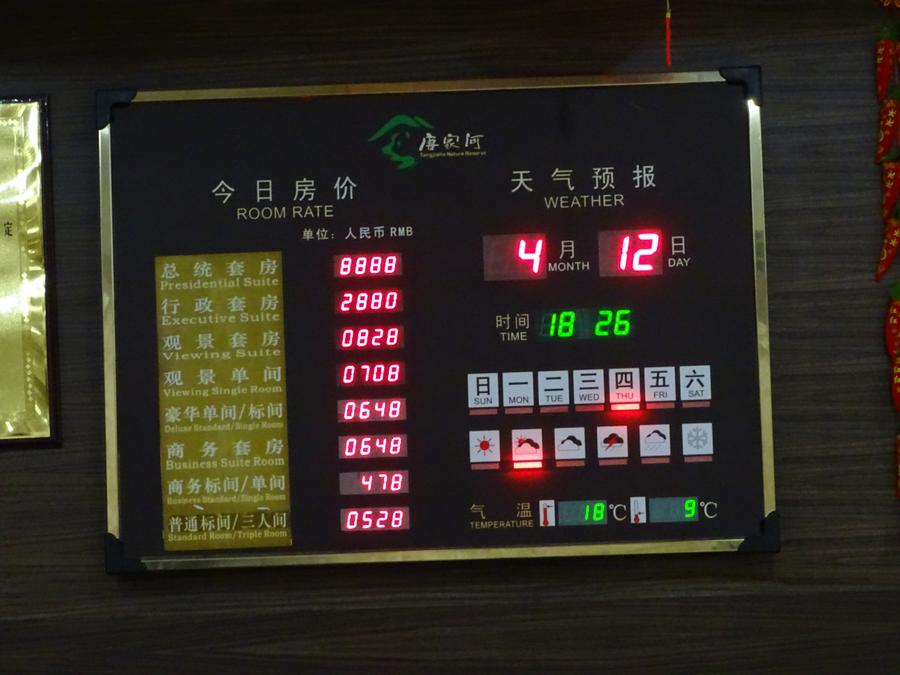 唐家河
Tangjiahe Nature Reserve
今日房价
ROOM RATE
单位：人民币 RMB
总统套房 8888
Presidential Suite
行政套房 2880
Executive Suite
观景套房 0828
Viewing Suite
观景单间 0708
Viewing Single Room
豪华单间/标间 0648
Deluxe Standard/Single Room
商务套房 0648
Business Suite Room
商务标间/单间 478
Business Standard/Single Room
普通标间/三人间 0528
Standard Room/Triple Room
天气预报
WEATHER
4 月 12 日
MONTH DAY
时间 18 26
TIME
日 一 二 三 四 五 六
SUN MON TUE WED THU FRI SAT
气温 18℃ 9℃
TEMPERATURE
定